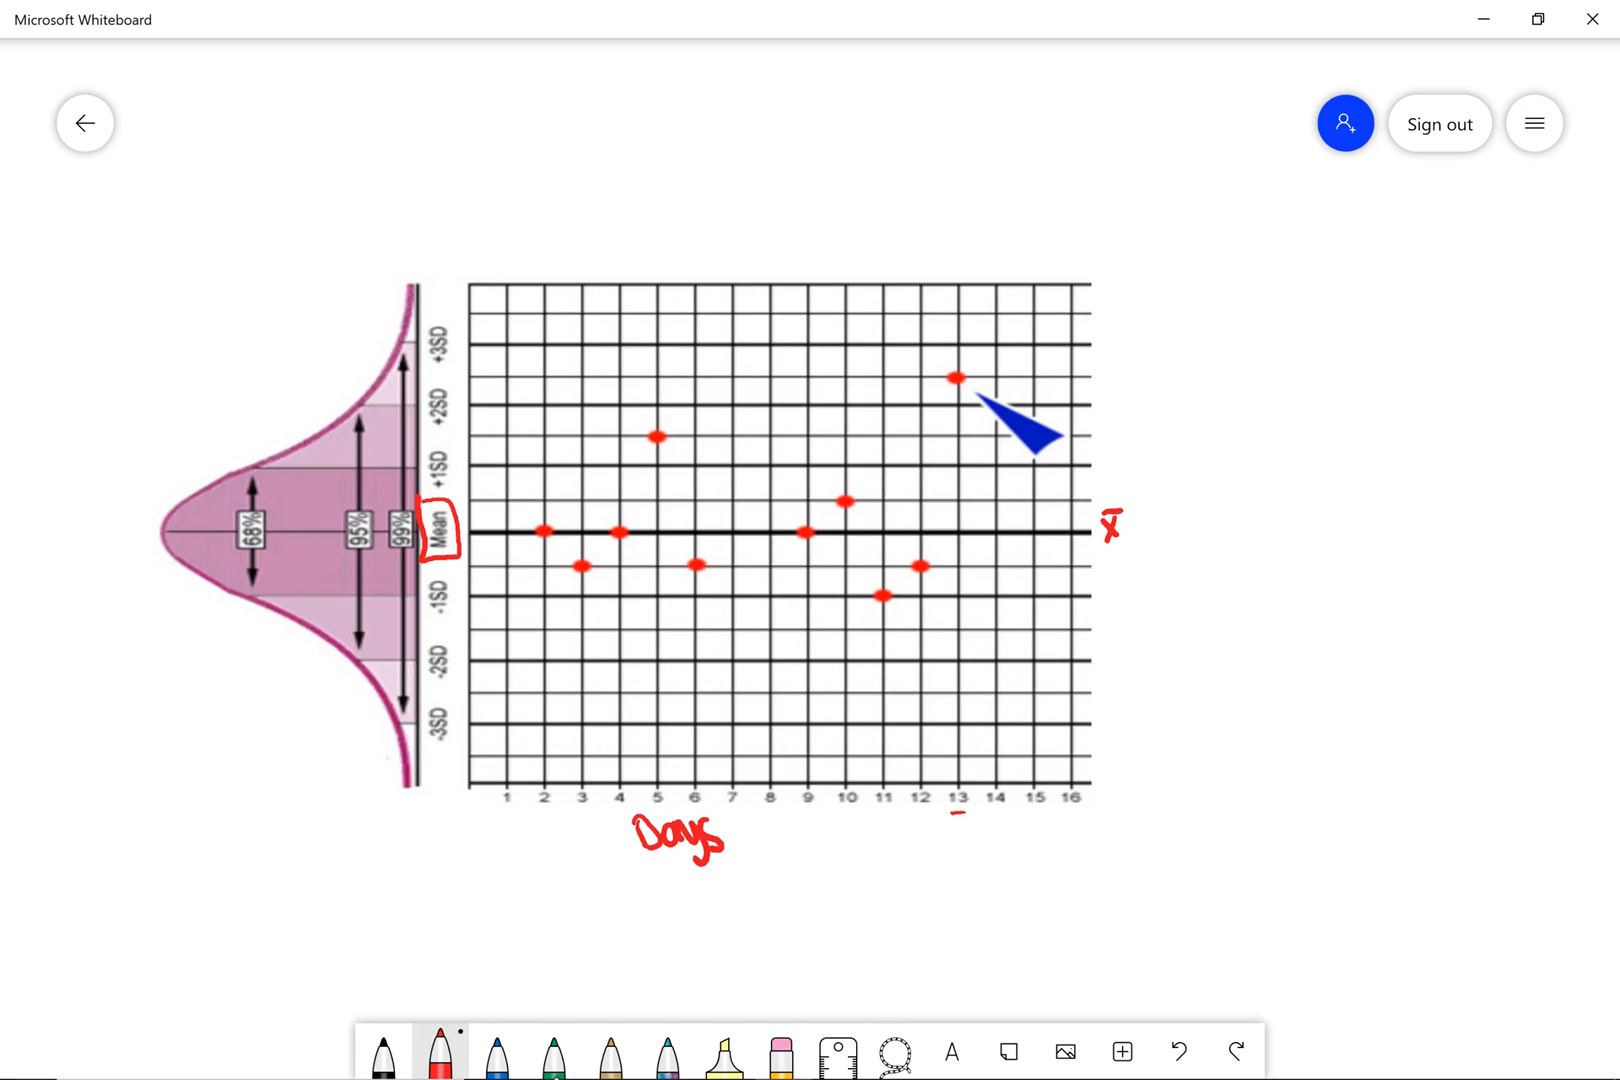 Microsoft Whiteboard
Sign out
+3SD
+2SD
+1SD
Mean
-1SD
-2SD
-3SD
68%
95%
99%
X̄
1 2 3 4 5 6 7 8 9 10 11 12 13 14 15 16
Days
A